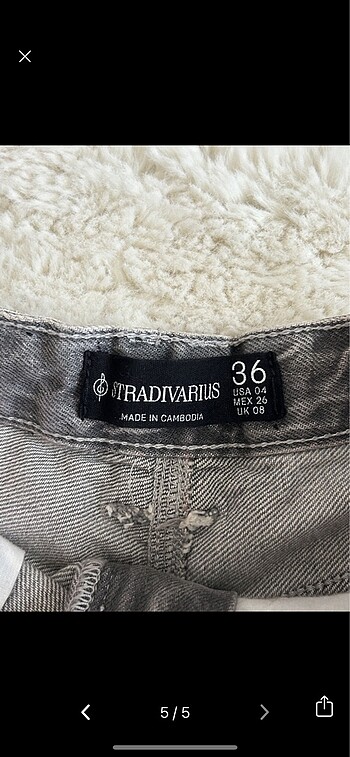 STRADIVARIUS
MADE IN CAMBODIA
36
USA 04
MEX 26
UK 08
5/5